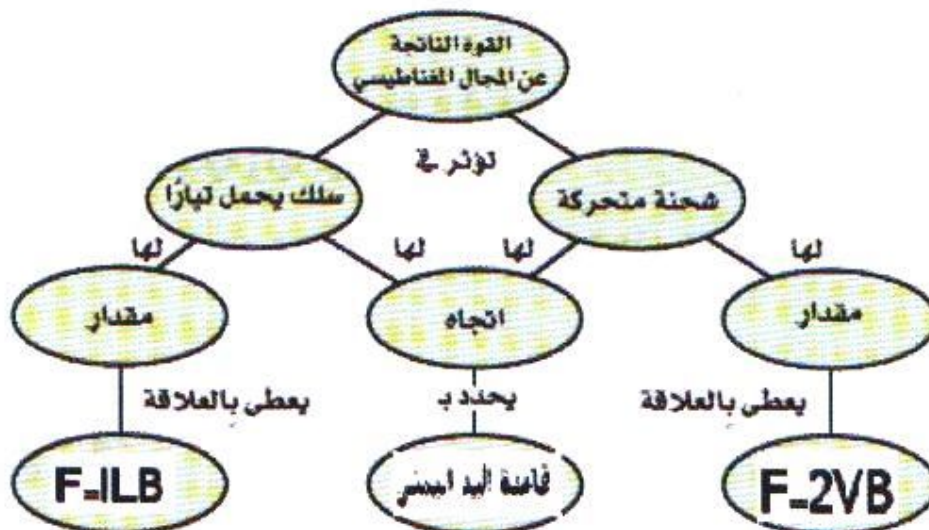 القوة الناتجة
عن المجال المغناطيسي
تؤثر في
سلك يحمل تيارًا
شحنة متحركة
لها
لها
لها
لها
مقدار
اتجاه
مقدار
يعطى بالعلاقة
يحدد بـ
يعطى بالعلاقة
F=ILB
قاعدة اليد اليمنى
F=2VB